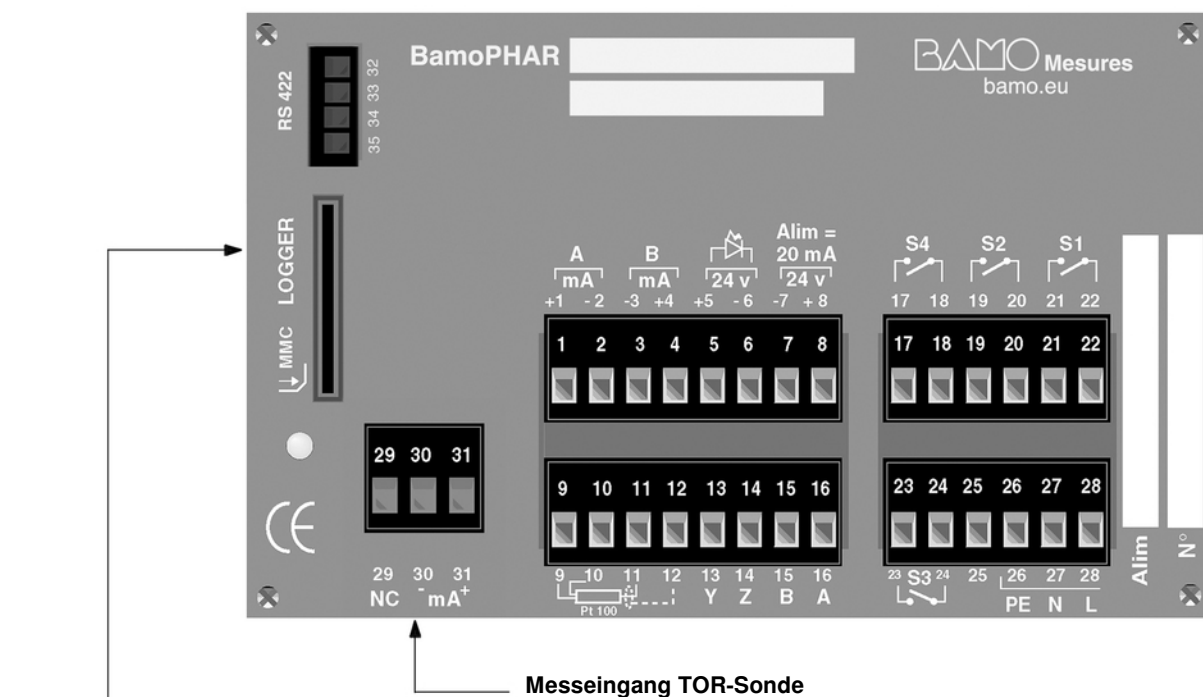 BamoPHAR
BAMO Mesures
bamo.eu
RS 422
32
33
34
35
LOGGER
MMC
A
mA
+1 - 2
B
mA
-3 +4
24 v
+5 - 6
Alim =
20 mA
24 v
-7 + 8
S4
17 18
S2
19 20
S1
21 22
1 2 3 4 5 6 7 8
17 18 19 20 21 22
29 30 31
9 10 11 12 13 14 15 16
23 24 25 26 27 28
CE
29 30 31
NC - mA+
9 10 11 12 13 14 15 16
Pt 100
Y Z B A
23 S3 24 25 26 27 28
PE N L
Alim
N°
Messeingang TOR-Sonde